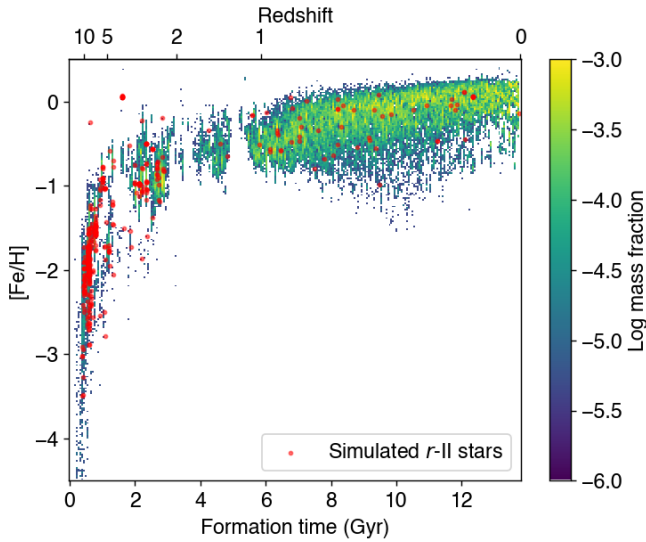 Redshift
10 5 2 1 0
0
−1
−2
−3
−4
[Fe/H]
Simulated r-II stars
0 2 4 6 8 10 12
Formation time (Gyr)
−3.0
−3.5
−4.0
−4.5
−5.0
−5.5
−6.0
Log mass fraction